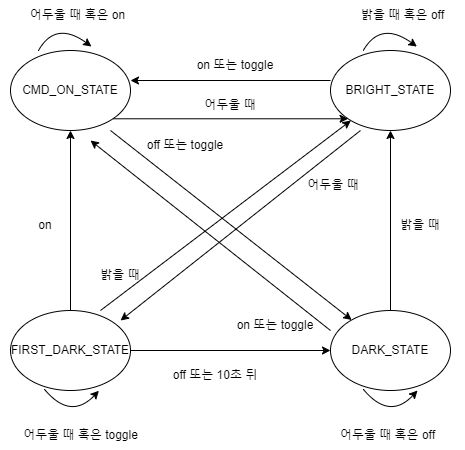 어두울 때 혹은 on
밝을 때 혹은 off
on 또는 toggle
CMD_ON_STATE
BRIGHT_STATE
어두울 때
off 또는 toggle
어두울 때
on
밝을 때
밝을 때
on 또는 toggle
FIRST_DARK_STATE
DARK_STATE
off 또는 10초 뒤
어두울 때 혹은 toggle
어두울 때 혹은 off